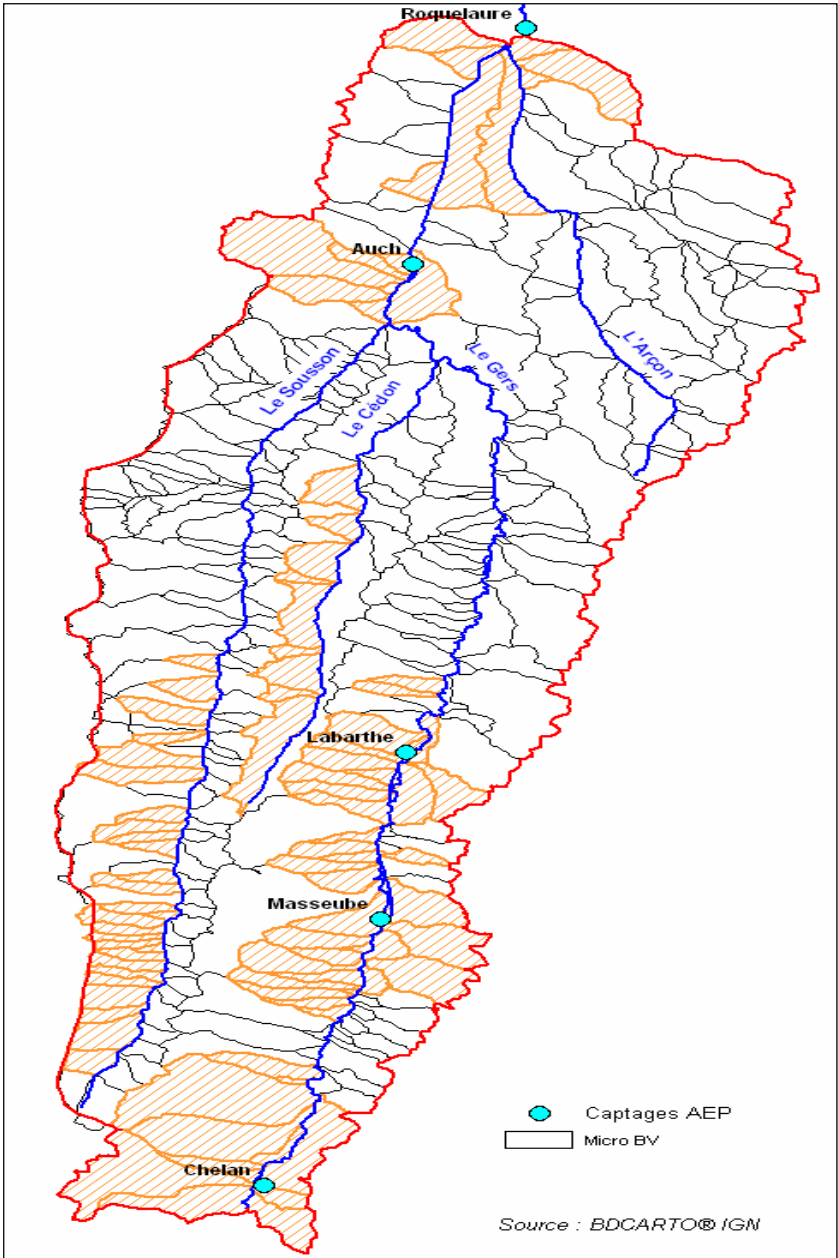 Roquelaure
Auch
Le Sousson
Le Cédon
Le Gers
L'Arçon
Labarthe
Masseube
Chelan
Captages AEP
Micro BV
Source : BDCARTO® IGN